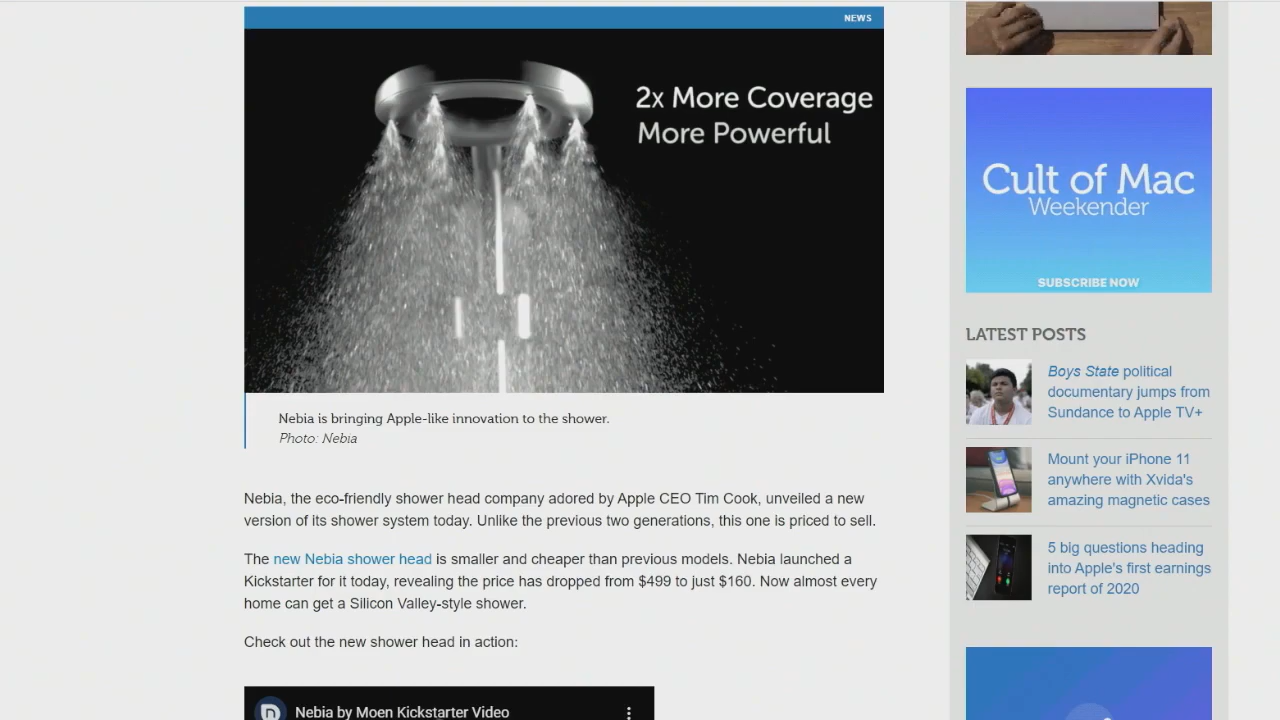 NEWS
2x More Coverage
More Powerful
Nebia is bringing Apple-like innovation to the shower.
Photo: Nebia
Nebia, the eco-friendly shower head company adored by Apple CEO Tim Cook, unveiled a new
version of its shower system today. Unlike the previous two generations, this one is priced to sell.
The new Nebia shower head is smaller and cheaper than previous models. Nebia launched a
Kickstarter for it today, revealing the price has dropped from $499 to just $160. Now almost every
home can get a Silicon Valley-style shower.
Check out the new shower head in action:
Nebia by Moen Kickstarter Video
Cult of Mac
Weekender
SUBSCRIBE NOW
LATEST POSTS
Boys State political
documentary jumps from
Sundance to Apple TV+
Mount your iPhone 11
anywhere with Xvida's
amazing magnetic cases
5 big questions heading
into Apple's first earnings
report of 2020